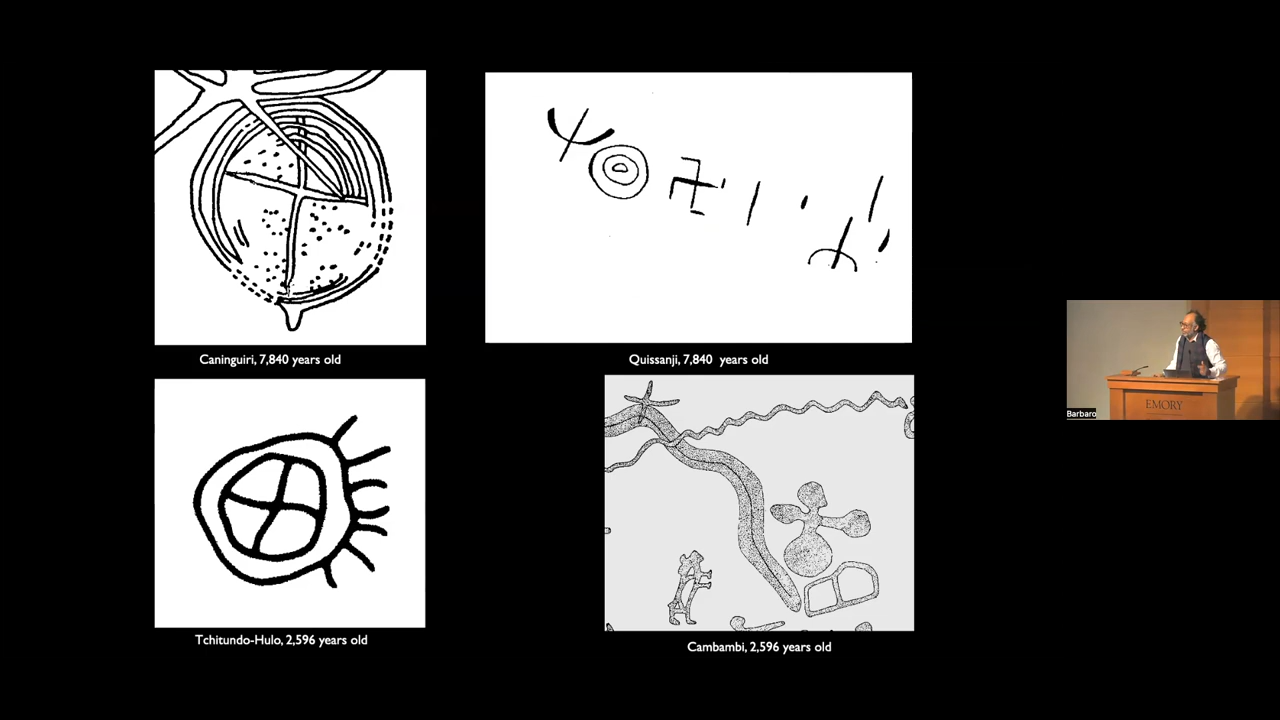 Caninguiri, 7,840 years old
Quissanji, 7,840 years old
Tchitundo-Hulo, 2,596 years old
Cambambi, 2,596 years old
EMORY
Barbaro